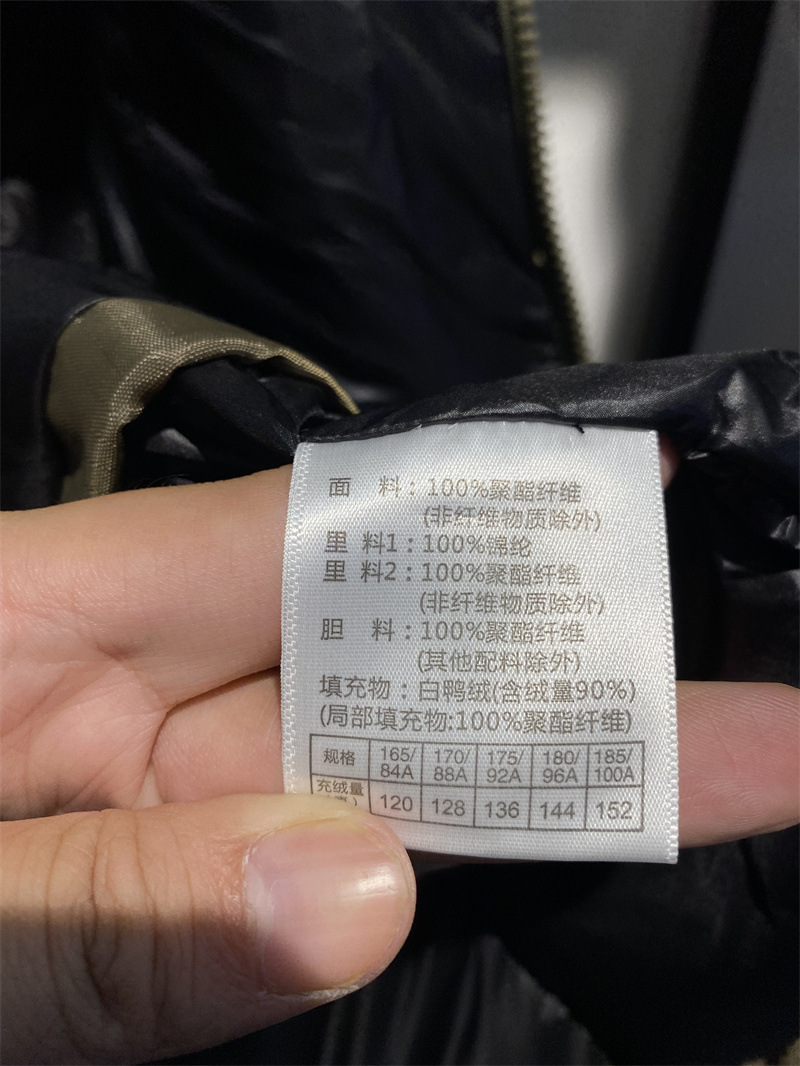 面 料：100%聚酯纤维
(非纤维物质除外)
里 料1：100%锦纶
里 料2：100%聚酯纤维
(非纤维物质除外)
胆 料：100%聚酯纤维
(其他配料除外)
填充物：白鸭绒(含绒量90%)
(局部填充物:100%聚酯纤维)
规格 165/84A 170/88A 175/92A 180/96A 185/100A
充绒量 120 128 136 144 152